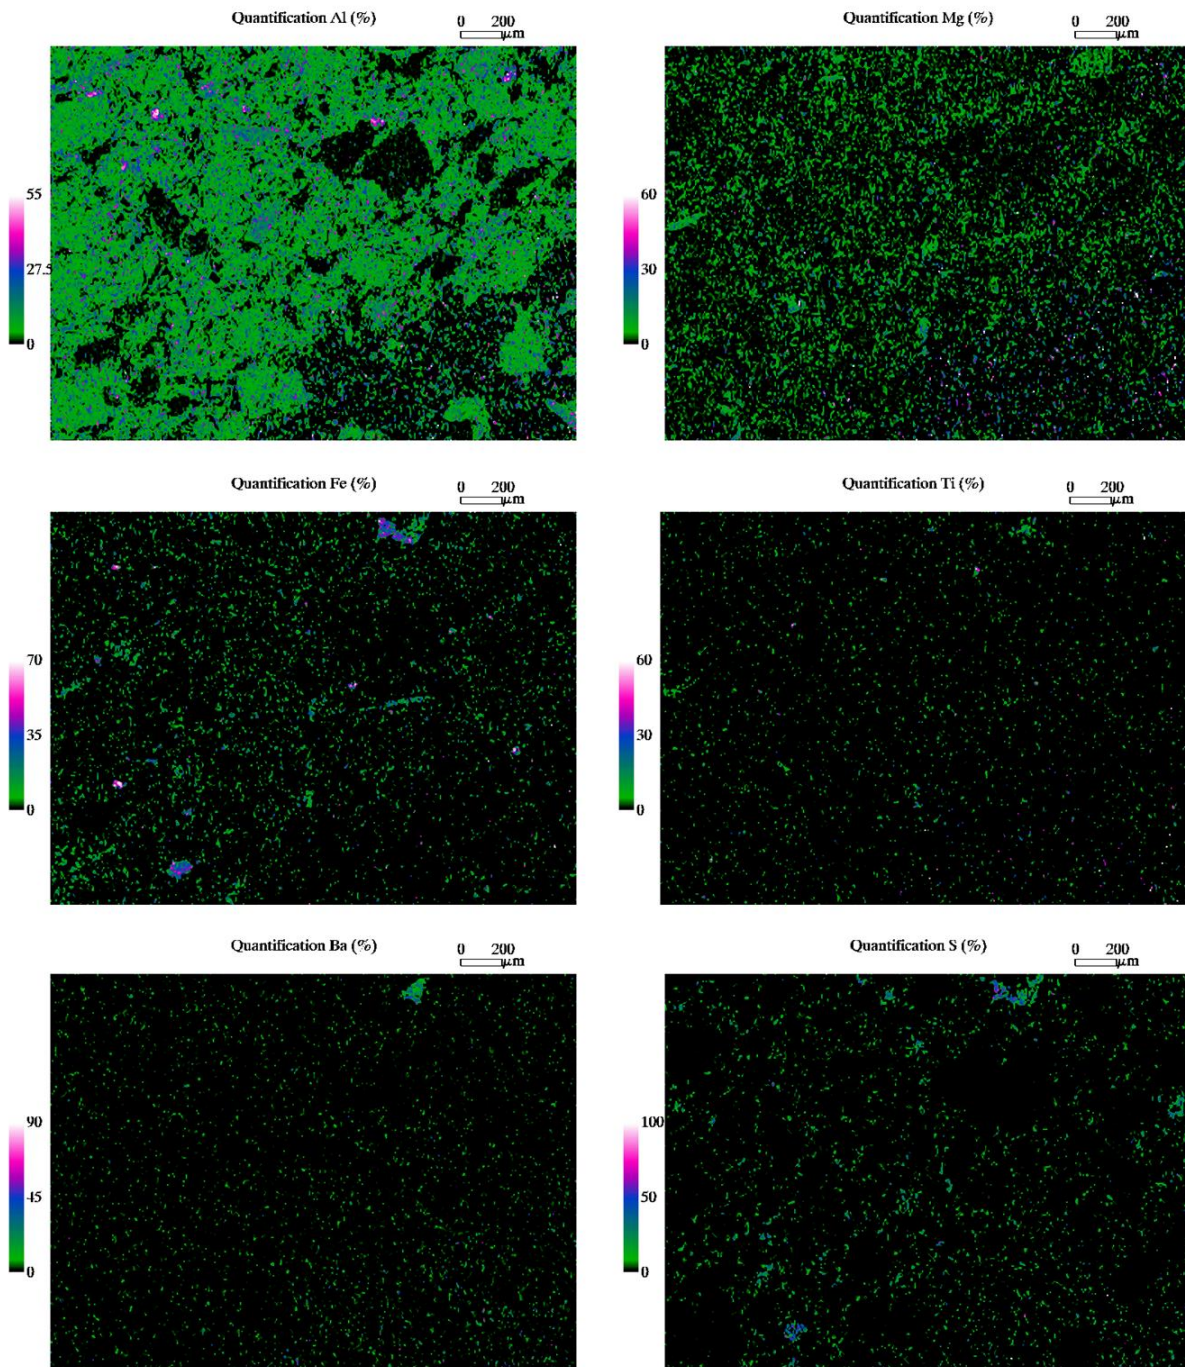 Quantification Al (%)
0 200
μm
Quantification Mg (%)
0 200
μm
55
27.5
0
60
30
0
Quantification Fe (%)
0 200
μm
Quantification Ti (%)
0 200
μm
70
35
0
60
30
0
Quantification Ba (%)
0 200
μm
Quantification S (%)
0 200
μm
90
45
0
100
50
0